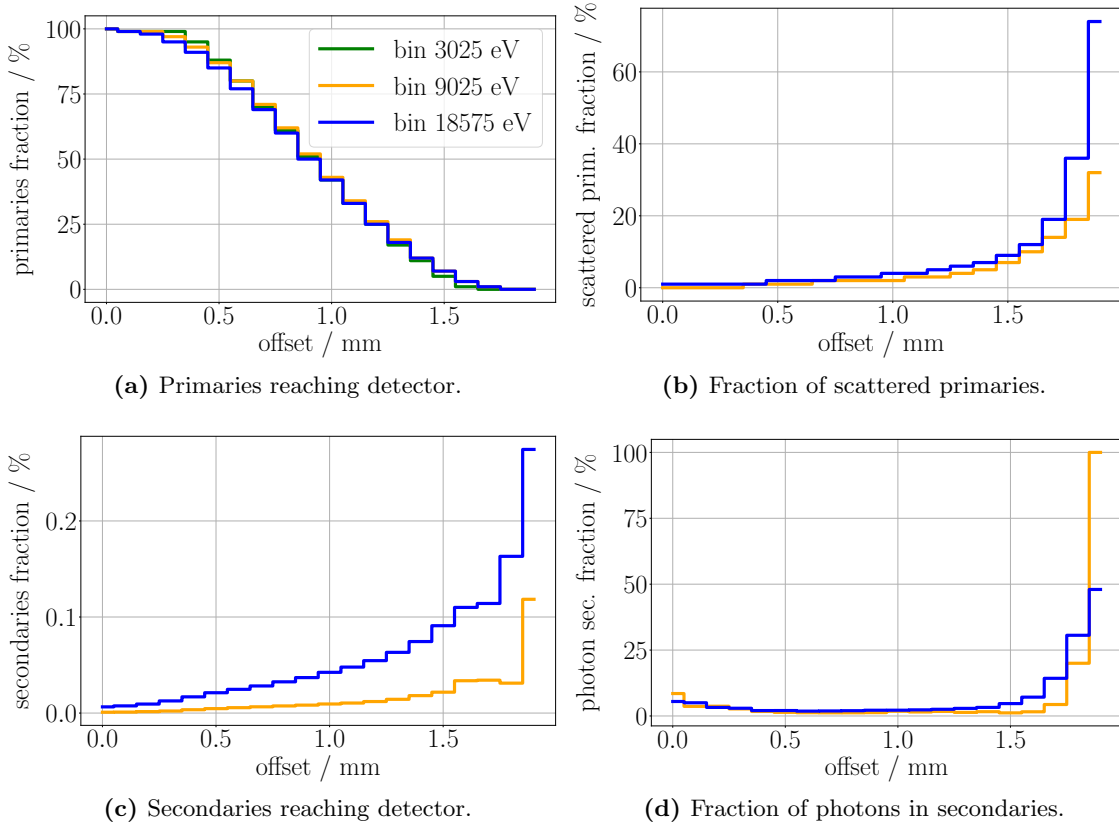 primaries fraction / %
100
75
50
25
0
bin 3025 eV
bin 9025 eV
bin 18575 eV
0.0 0.5 1.0 1.5
offset / mm
(a) Primaries reaching detector.
scattered prim. fraction / %
60
40
20
0
0.0 0.5 1.0 1.5
offset / mm
(b) Fraction of scattered primaries.
secondaries fraction / %
0.2
0.1
0.0
0.0 0.5 1.0 1.5
offset / mm
(c) Secondaries reaching detector.
photon sec. fraction / %
100
75
50
25
0
0.0 0.5 1.0 1.5
offset / mm
(d) Fraction of photons in secondaries.